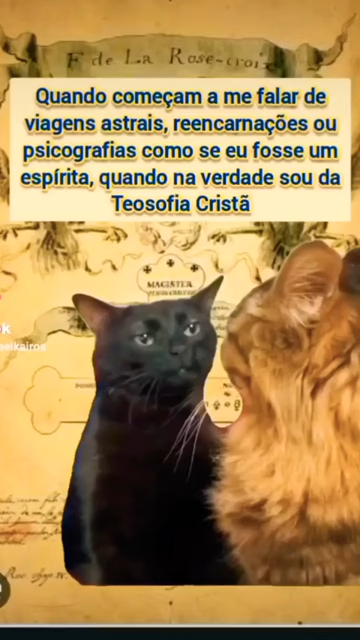 F de La Rose-croix
Quando começam a me falar de
viagens astrais, reencarnações ou
psicografias como se eu fosse um
espírita, quando na verdade sou da
Teosofia Cristã
MAGISTER